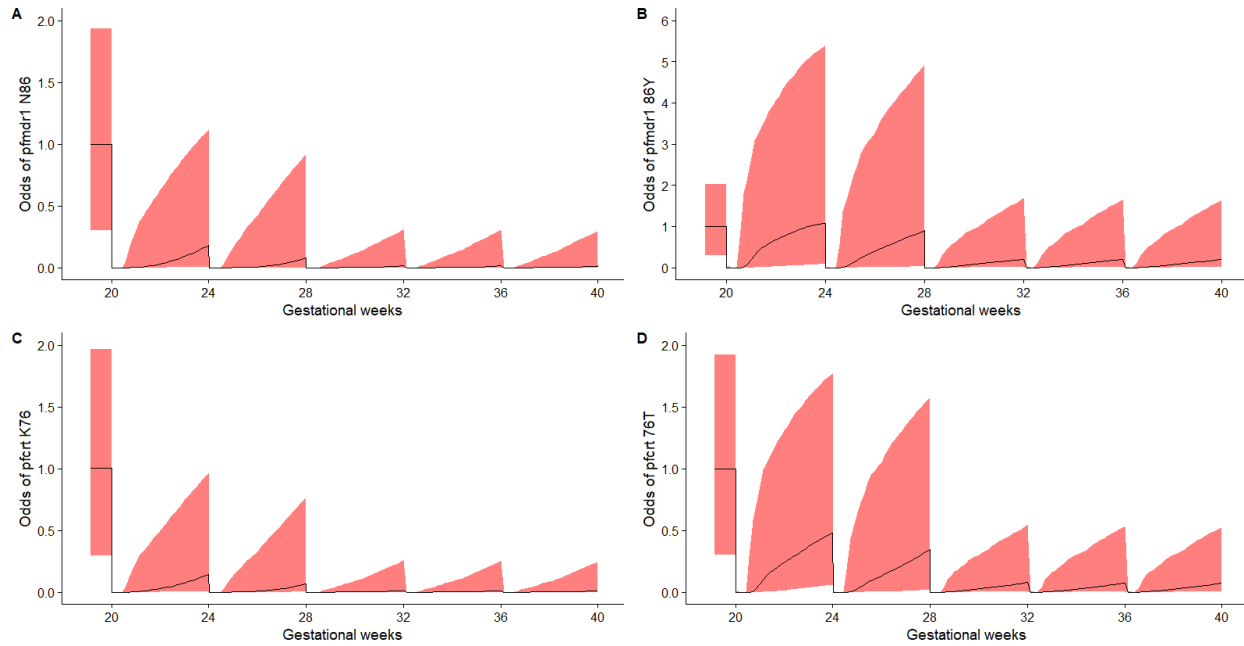 A
Odds of pfmdr1 N86
2.0
1.5
1.0
0.5
0.0
20 24 28 32 36 40
Gestational weeks
B
Odds of pfmdr1 86Y
6
5
4
3
2
1
0
20 24 28 32 36 40
Gestational weeks
C
Odds of pfcrt K76
2.0
1.5
1.0
0.5
0.0
20 24 28 32 36 40
Gestational weeks
D
Odds of pfcrt 76T
2.0
1.5
1.0
0.5
0.0
20 24 28 32 36 40
Gestational weeks